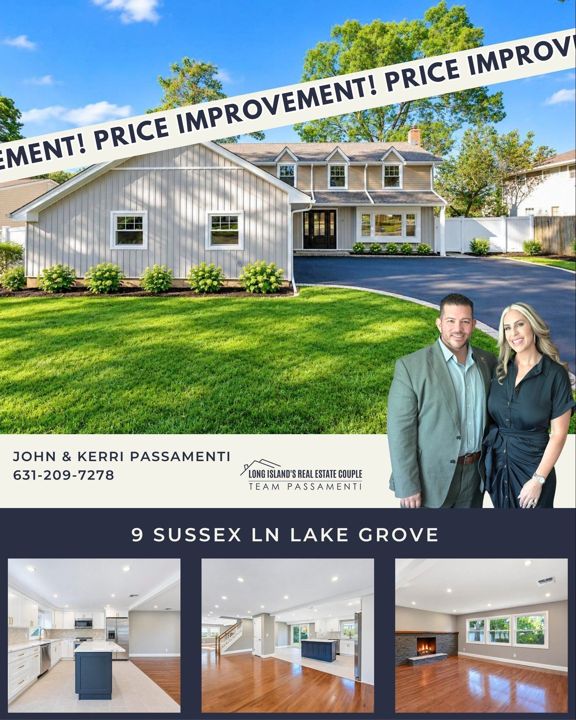 EMENT! PRICE IMPROVEMENT! PRICE IMPROV
JOHN & KERRI PASSAMENTI
631-209-7278
LONG ISLAND'S REAL ESTATE COUPLE
TEAM PASSAMENTI
9 SUSSEX LN LAKE GROVE